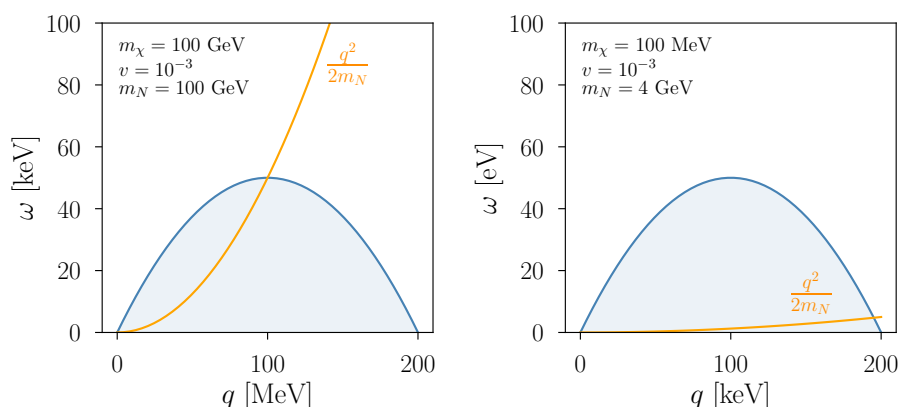 100
80
60
40
20
0
ω [keV]
m_χ = 100 GeV
v = 10⁻³
m_N = 100 GeV
q²
2m_N
0
100
200
q [MeV]
100
80
60
40
20
0
ω [eV]
m_χ = 100 MeV
v = 10⁻³
m_N = 4 GeV
q²
2m_N
0
100
200
q [keV]